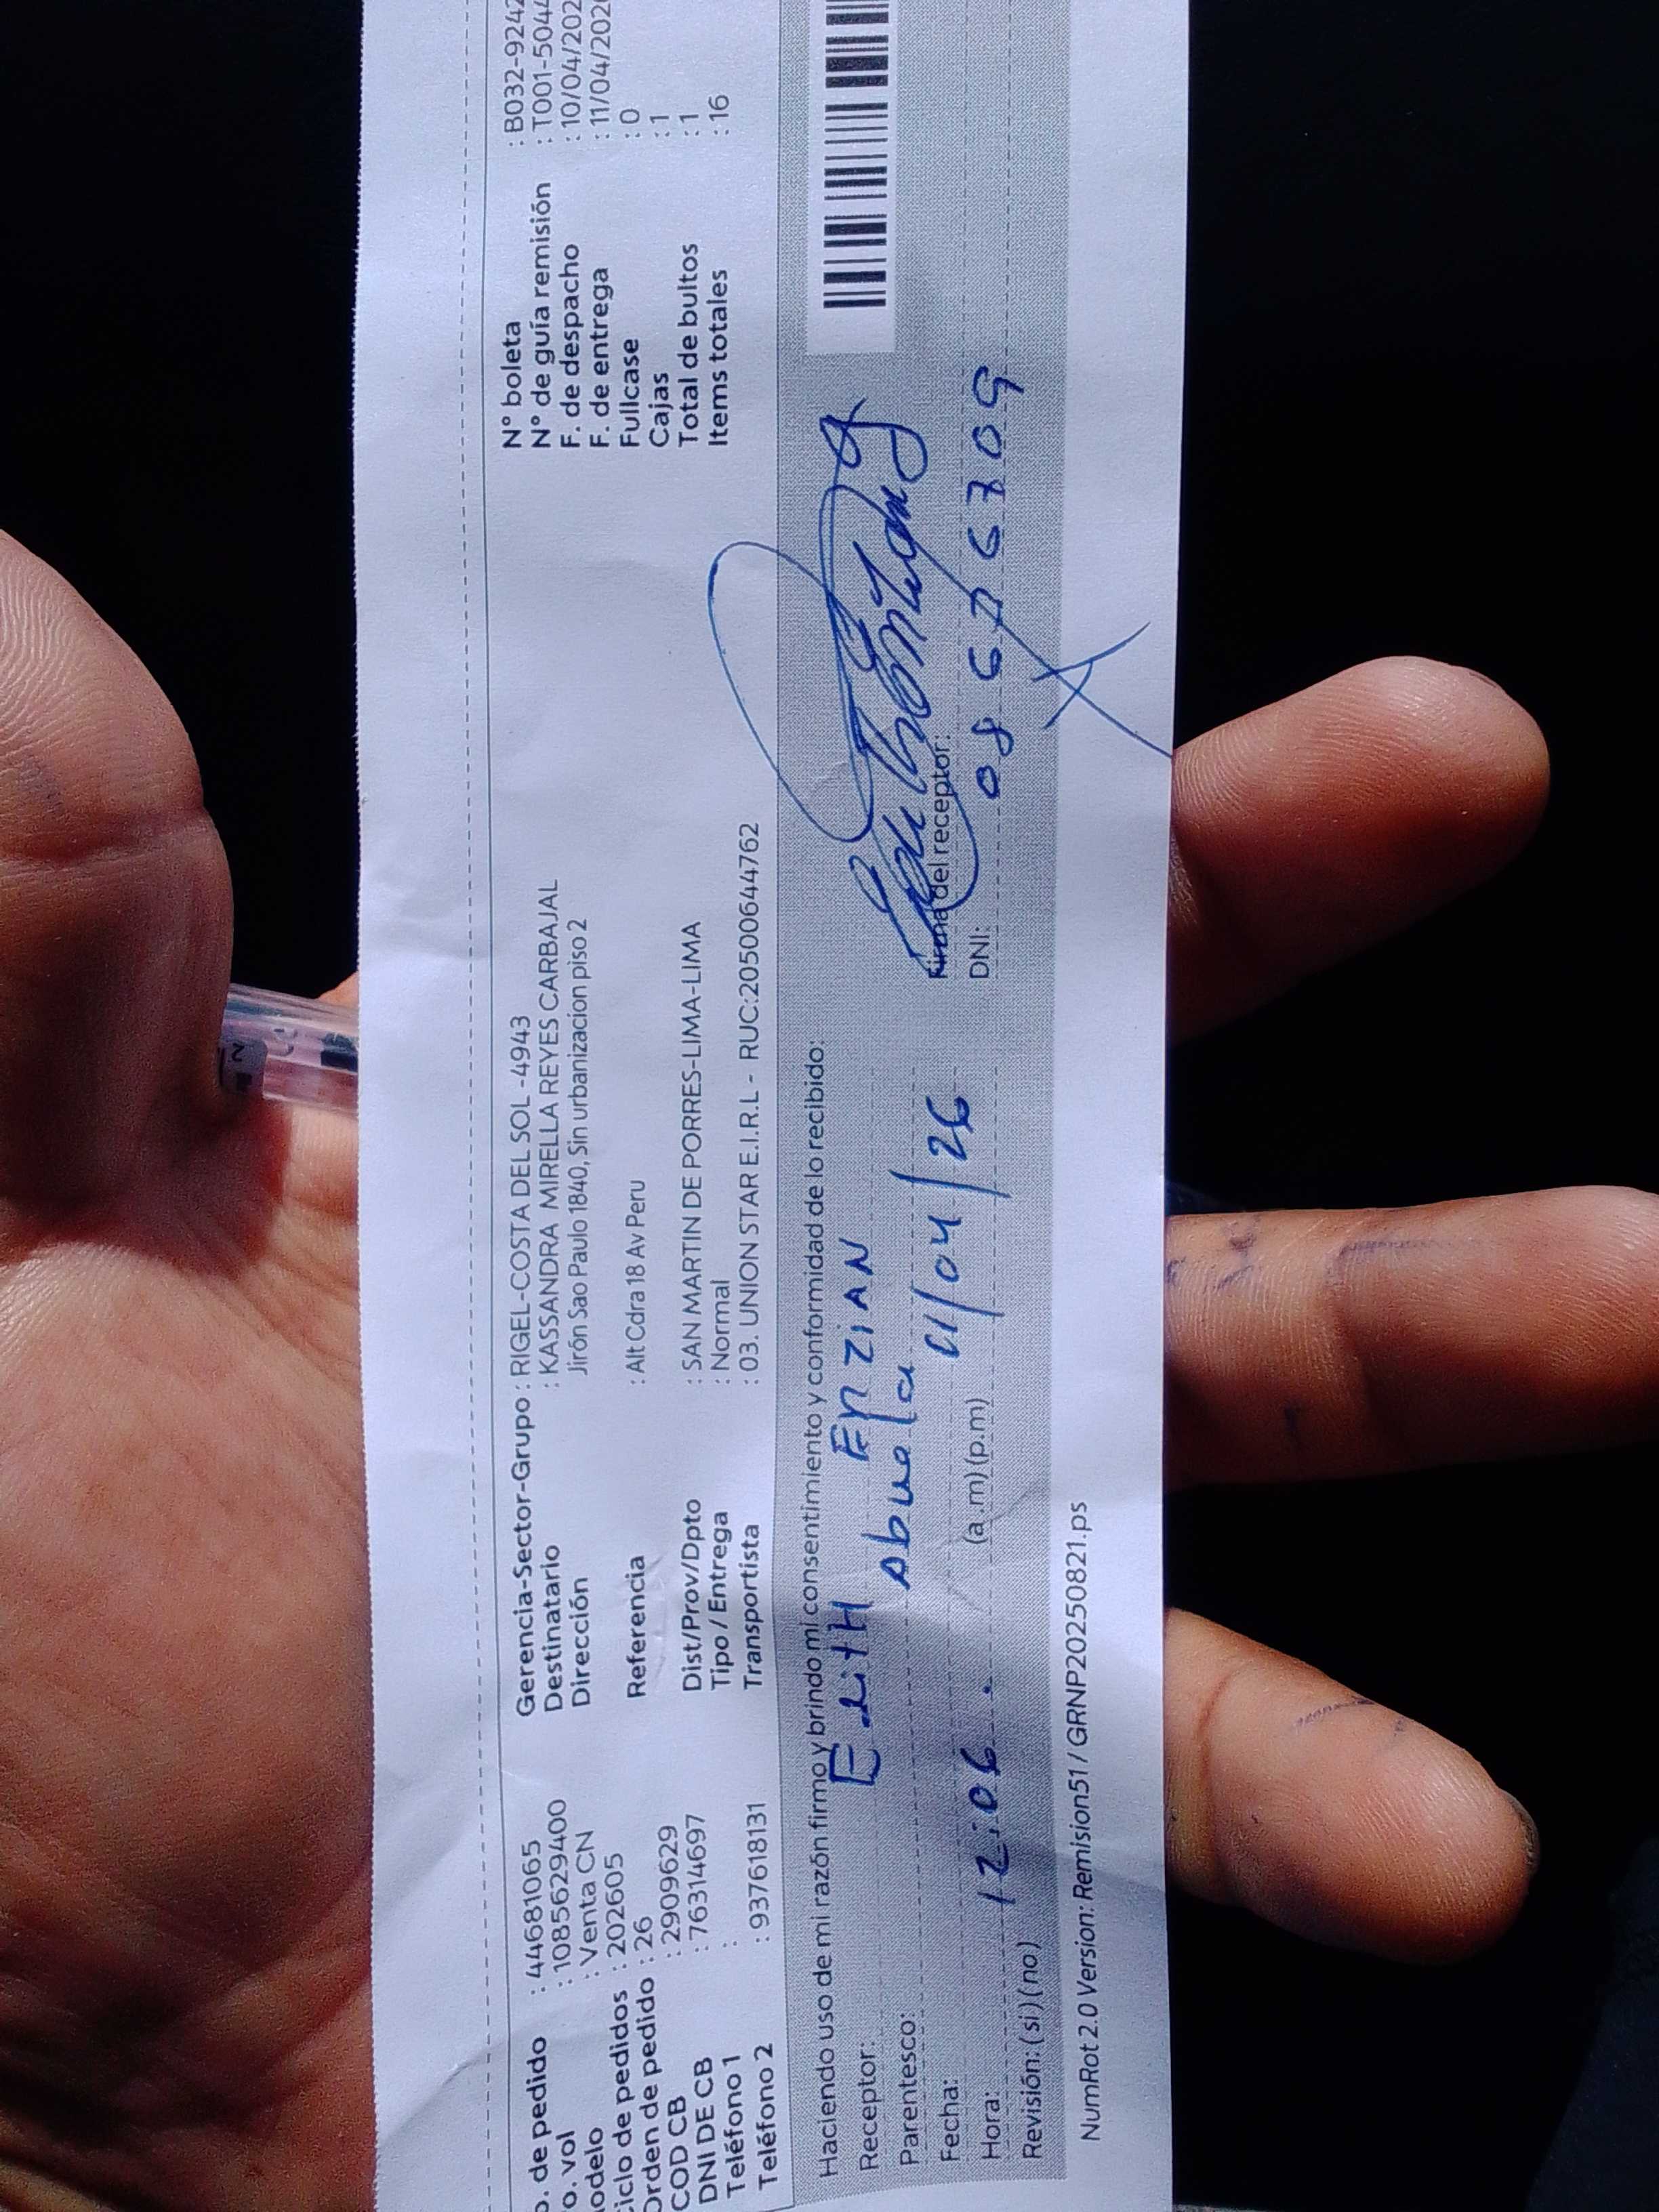 o. de pedido : 44681065
o. vol : 1085629400
odelo : Venta CN
iclo de pedidos : 202605
Orden de pedido : 26
COD CB : 2909629
DNI DE CB : 76314697
Teléfono 1 :
Teléfono 2 : 937618131
Gerencia-Sector-Grupo : RIGEL-COSTA DEL SOL -4943
Destinatario : KASSANDRA MIRELLA REYES CARBAJAL
Dirección Jirón Sao Paulo 1840, Sin urbanizacion piso 2
Referencia : Alt Cdra 18 Av Peru
Dist/Prov/Dpto : SAN MARTIN DE PORRES-LIMA-LIMA
Tipo / Entrega : Normal
Transportista : 03. UNION STAR E.I.R.L - RUC:20500644762
N° boleta : B032-9242
N° de guía remisión : T001-5044
F. de despacho : 10/04/202
F. de entrega : 11/04/202
Fullcase : 0
Cajas : 1
Total de bultos : 1
Items totales : 16
Haciendo uso de mi razón firmo y brindo mi consentimiento y conformidad de lo recibido:
Receptor:
Parentesco: abuela
Fecha: 11/04/26
Hora: 12:06 (a.m) (p.m)
Revisión: (si) (no)
Firma del receptor:
DNI:
NumRot 2.0 Version: Remision51 / GRNP20250821.ps